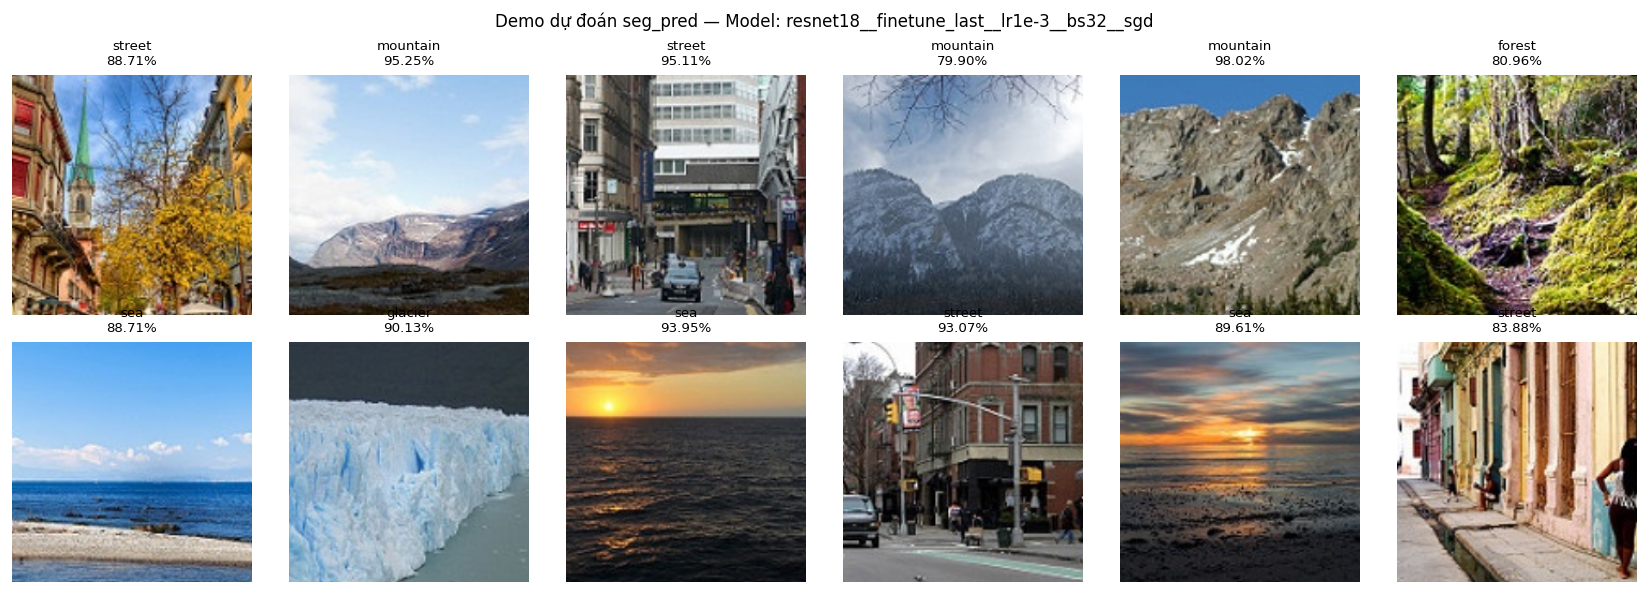 Demo dự đoán seg_pred — Model: resnet18__finetune_last__lr1e-3__bs32__sgd
street
88.71%
mountain
95.25%
street
95.11%
mountain
79.90%
mountain
98.02%
forest
80.96%
sea
88.71%
glacier
90.13%
sea
93.95%
street
93.07%
sea
89.61%
street
83.88%